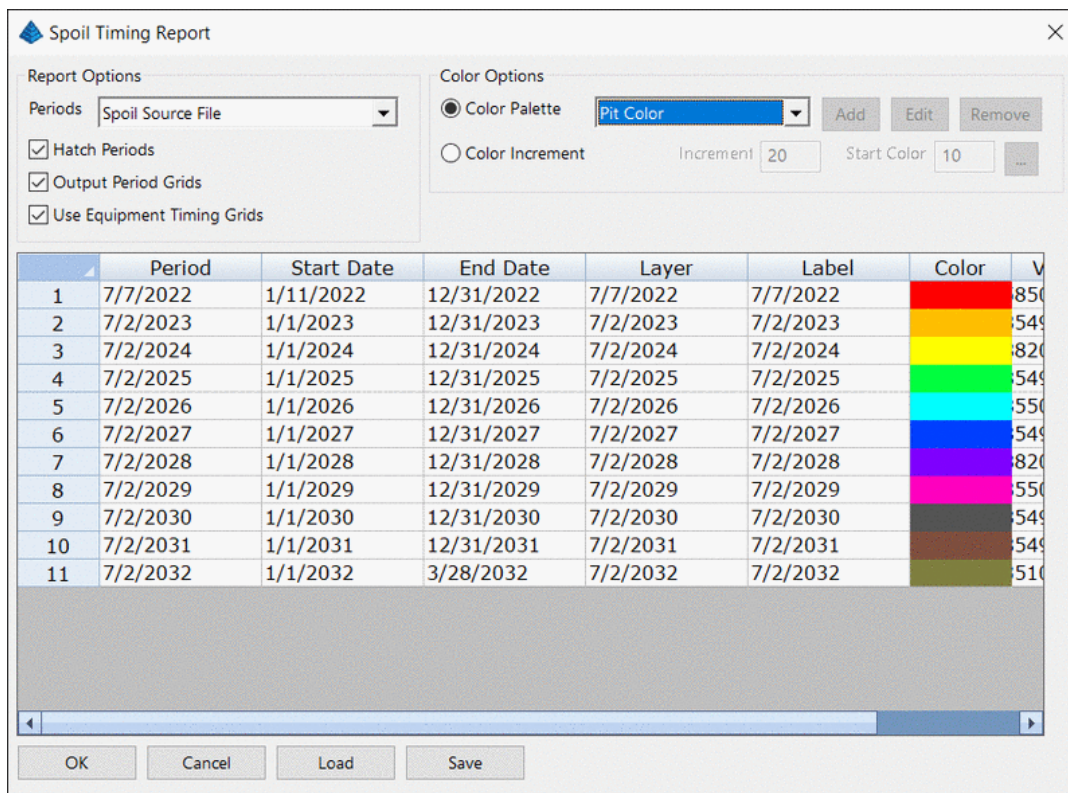 Spoil Timing Report
Report Options
Periods Spoil Source File
Hatch Periods
Output Period Grids
Use Equipment Timing Grids
Color Options
Color Palette Pit Color Add Edit Remove
Color Increment Increment 20 Start Color 10 ...
Period Start Date End Date Layer Label Color
1 7/7/2022 1/11/2022 12/31/2022 7/7/2022 7/7/2022
2 7/2/2023 1/1/2023 12/31/2023 7/2/2023 7/2/2023
3 7/2/2024 1/1/2024 12/31/2024 7/2/2024 7/2/2024
4 7/2/2025 1/1/2025 12/31/2025 7/2/2025 7/2/2025
5 7/2/2026 1/1/2026 12/31/2026 7/2/2026 7/2/2026
6 7/2/2027 1/1/2027 12/31/2027 7/2/2027 7/2/2027
7 7/2/2028 1/1/2028 12/31/2028 7/2/2028 7/2/2028
8 7/2/2029 1/1/2029 12/31/2029 7/2/2029 7/2/2029
9 7/2/2030 1/1/2030 12/31/2030 7/2/2030 7/2/2030
10 7/2/2031 1/1/2031 12/31/2031 7/2/2031 7/2/2031
11 7/2/2032 1/1/2032 3/28/2032 7/2/2032 7/2/2032
OK Cancel Load Save